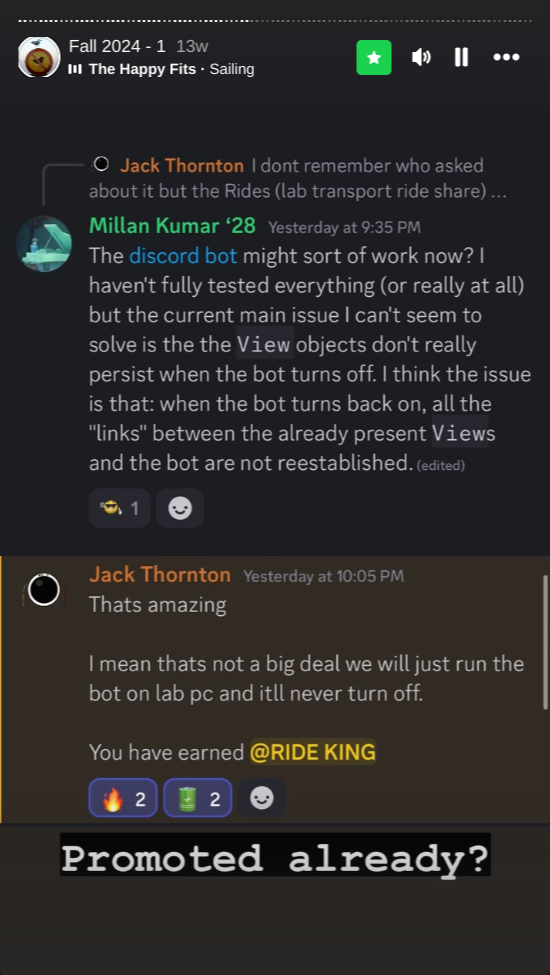 Fall 2024 - 1 13w
The Happy Fits · Sailing
Jack Thornton I dont remember who asked
about it but the Rides (lab transport ride share) ...
Millan Kumar ‘28 Yesterday at 9:35 PM
The discord bot might sort of work now? I
haven't fully tested everything (or really at all)
but the current main issue I can't seem to
solve is the the View objects don't really
persist when the bot turns off. I think the issue
is that: when the bot turns back on, all the
"links" between the already present Views
and the bot are not reestablished. (edited)
1
Jack Thornton Yesterday at 10:05 PM
Thats amazing
I mean thats not a big deal we will just run the
bot on lab pc and itll never turn off.
You have earned @RIDE KING
2 2
Promoted already?